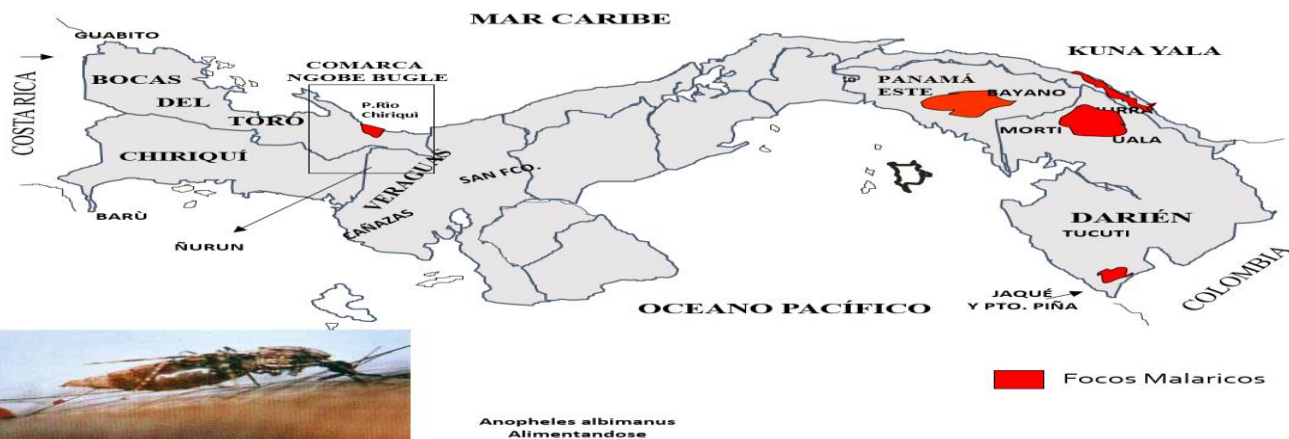 MAR CARIBE
GUABITO
COSTA RICA
BOCAS
DEL
TORO
COMARCA
NGOBE BUGLE
P.Rìo
Chiriquì
CHIRIQUÍ
BARÙ
ÑURUN
VERAGUAS
CAÑAZAS
SAN FCO.
KUNA YALA
PANAMÁ
ESTE
BAYANO
MORTI
UALA
DARIÉN
TUCUTI
COLOMBIA
JAQUÉ
Y PTO. PIÑA
OCEANO PACÍFICO
Focos Malaricos
Anopheles albimanus
Alimentandose